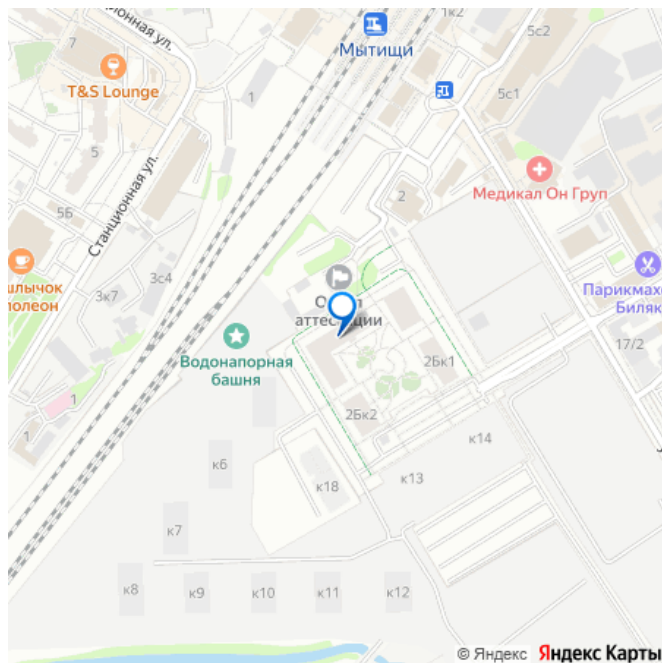 7
T&S Lounge
1
Мытищи
1к2
5с2
5с1
Медикал Он Груп
5
5Б
Станционная ул.
2
3с4
3к7
аттестации
Водонапорная
башня
2Бк1
17/2
1
1
2Бк2
к14
к6
к13
к18
к7
к8
к9
к10
к11
к12
© Яндекс
Яндекс Карты